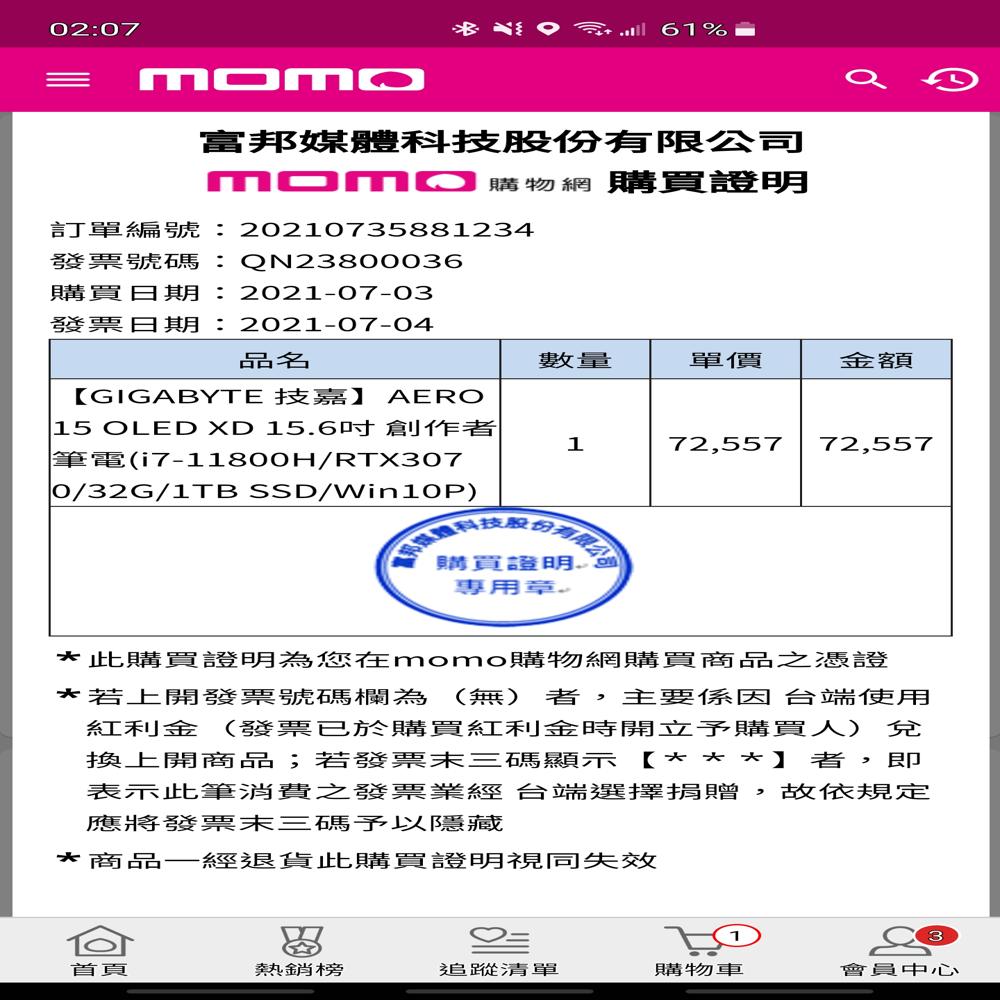 02:07
61%
momo
富邦媒體科技股份有限公司
momo 購物網 購買證明
訂單編號：20210735881234
發票號碼：QN23800036
購買日期：2021-07-03
發票日期：2021-07-04
品名 數量 單價 金額
【GIGABYTE 技嘉】 AERO
15 OLED XD 15.6吋 創作者
筆電(i7-11800H/RTX307
0/32G/1TB SSD/Win10P)
1 72,557 72,557
富邦媒體科技股份有限公司
購買證明
專用章
*此購買證明為您在momo購物網購買商品之憑證
*若上開發票號碼欄為（無）者，主要係因 台端使用
紅利金（發票已於購買紅利金時開立予購買人）兌
換上開商品；若發票末三碼顯示【***】者，即
表示此筆消費之發票業經 台端選擇捐贈，故依規定
應將發票末三碼予以隱藏
*商品一經退貨此購買證明視同失效
1
3
首頁 熱銷榜 追蹤清單 購物車 會員中心